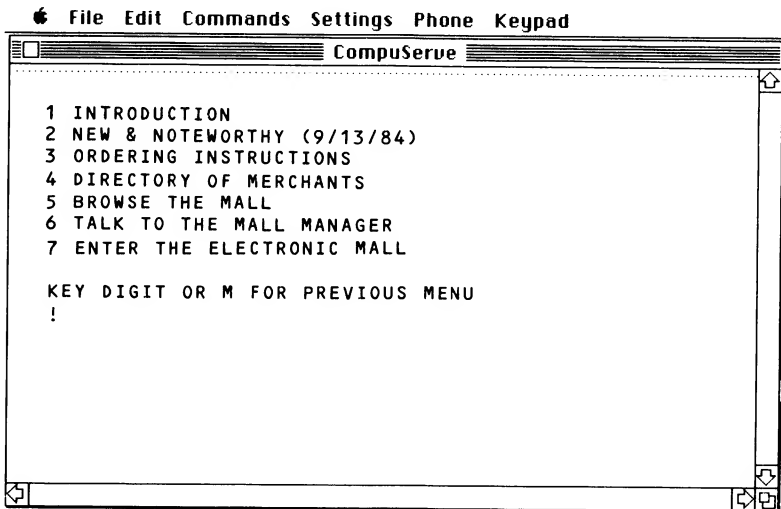 File Edit Commands Settings Phone Keypad
CompuServe
1 INTRODUCTION
2 NEW & NOTEWORTHY (9/13/84)
3 ORDERING INSTRUCTIONS
4 DIRECTORY OF MERCHANTS
5 BROWSE THE MALL
6 TALK TO THE MALL MANAGER
7 ENTER THE ELECTRONIC MALL
KEY DIGIT OR M FOR PREVIOUS MENU
!